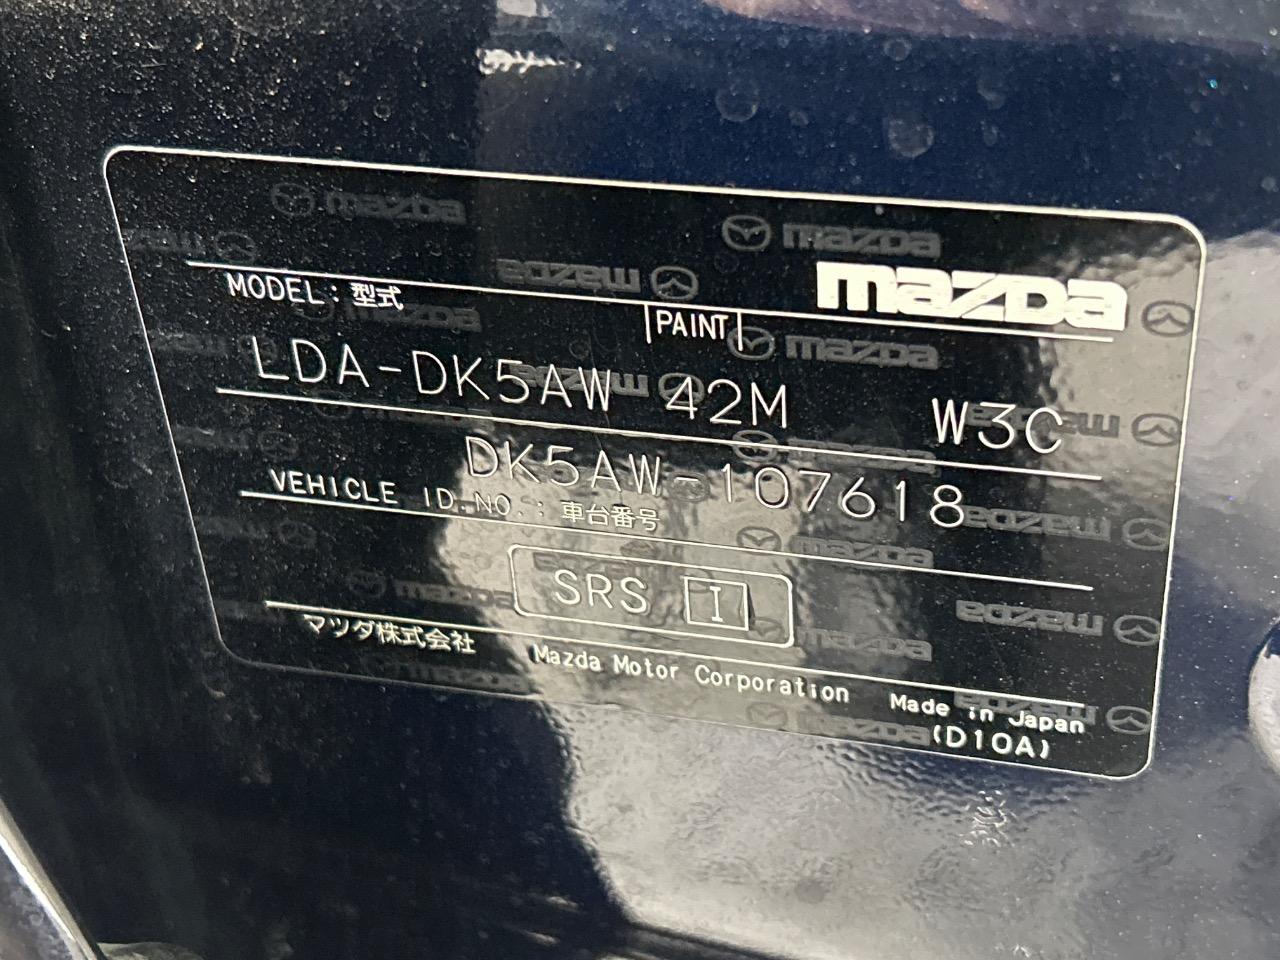 mazda
MODEL: 型式
PAINT
LDA-DK5AW 42M W3C
DK5AW-107618
VEHICLE ID.NO.: 車台番号
SRS I
マツダ株式会社 Mazda Motor Corporation Made in Japan
(D10A)